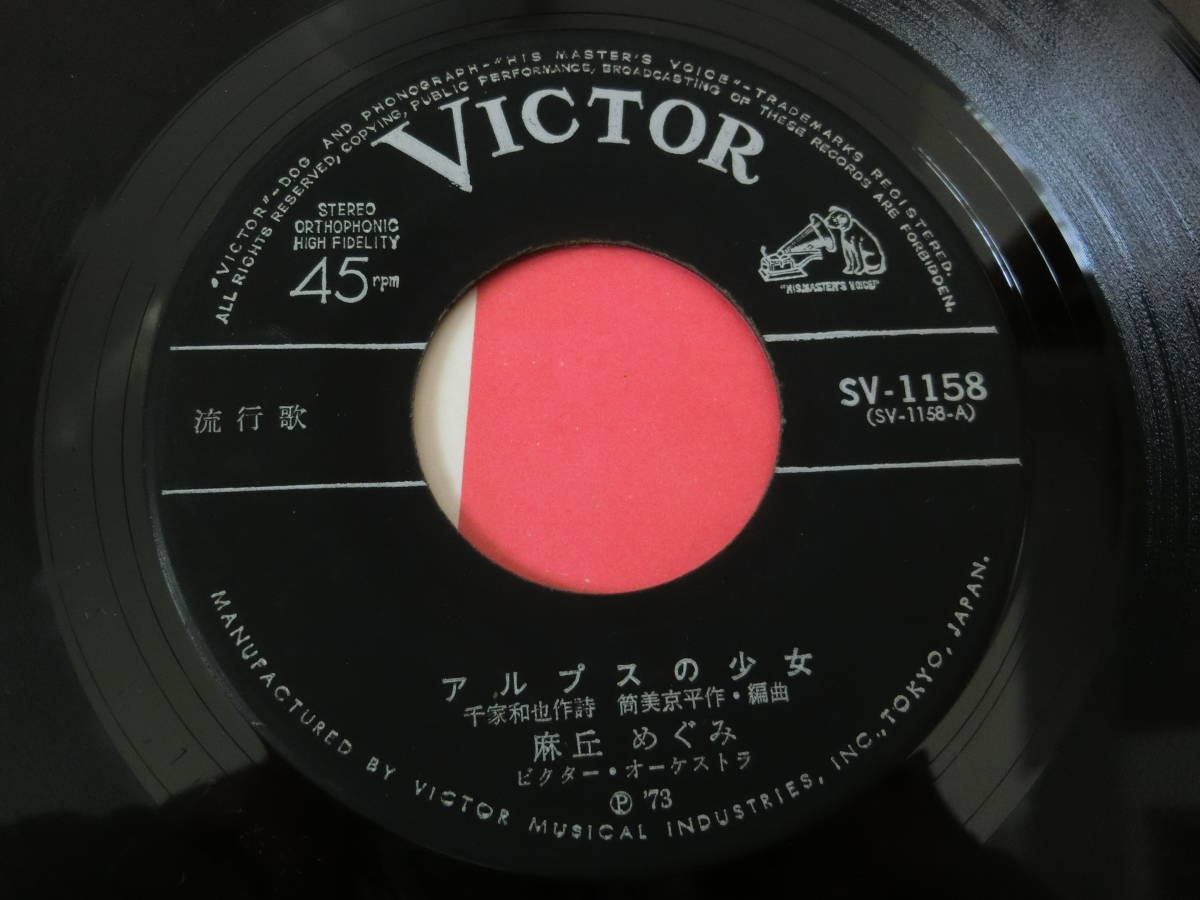 "VICTOR"–DOG AND PHONOGRAPH–"HIS MASTER'S VOICE"–TRADEMARKS REGISTERED.
ALL RIGHTS RESERVED, COPYING, PUBLIC PERFORMANCE, BROADCASTING OF THESE RECORDS ARE FORBIDDEN.
VICTOR
STEREO
ORTHOPHONIC
HIGH FIDELITY
45rpm
"HIS MASTER'S VOICE"
流行歌
SV-1158
(SV-1158-A)
アルプスの少女
千家和也作詩 筒美京平作・編曲
麻丘 めぐみ
ビクター・オーケストラ
Ⓟ '73
MANUFACTURED BY VICTOR MUSICAL INDUSTRIES, INC., TOKYO, JAPAN.